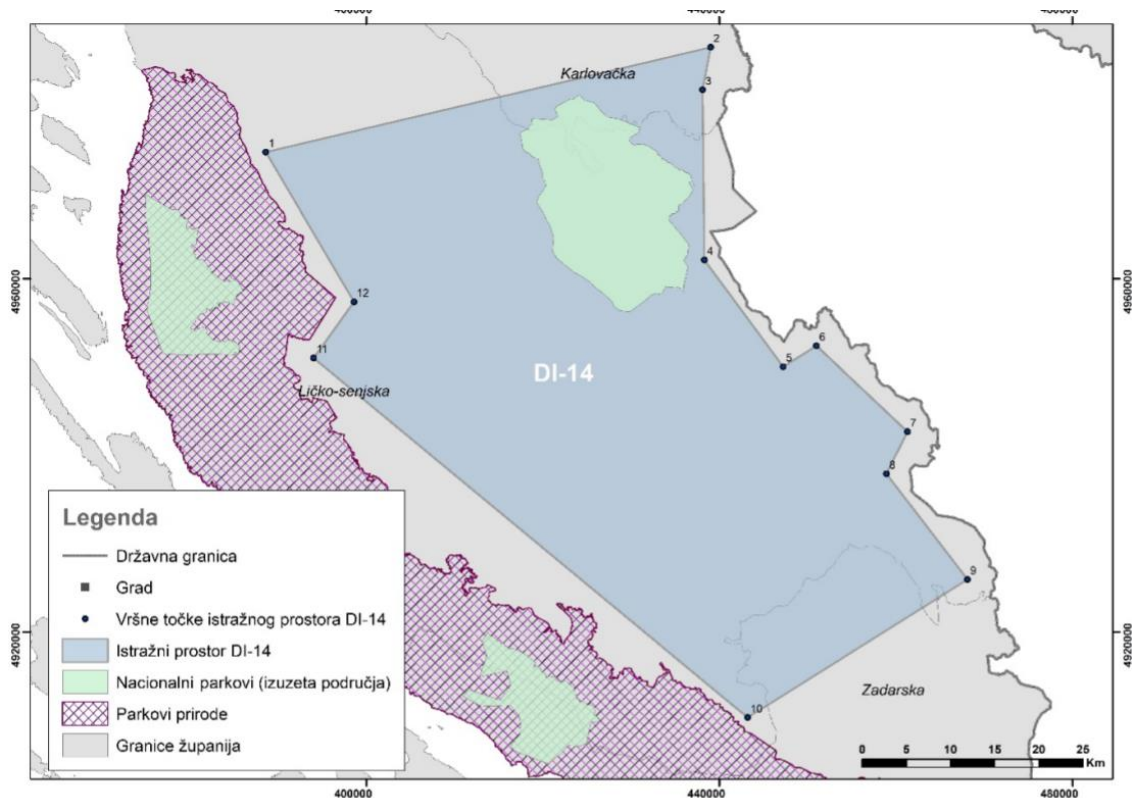 400000
440000
480000
2
Karlovačka
3
1
4
4960000
4960000
12
6
11
5
DI-14
Ličko-senjska
7
8
Legenda
Državna granica
Grad
Vršne točke istražnog prostora DI-14
9
Istražni prostor DI-14
4920000
4920000
Nacionalni parkovi (izuzeta područja)
Zadarska
Parkovi prirode
10
Granice županija
0 5 10 15 20 25
Km
400000
440000
480000